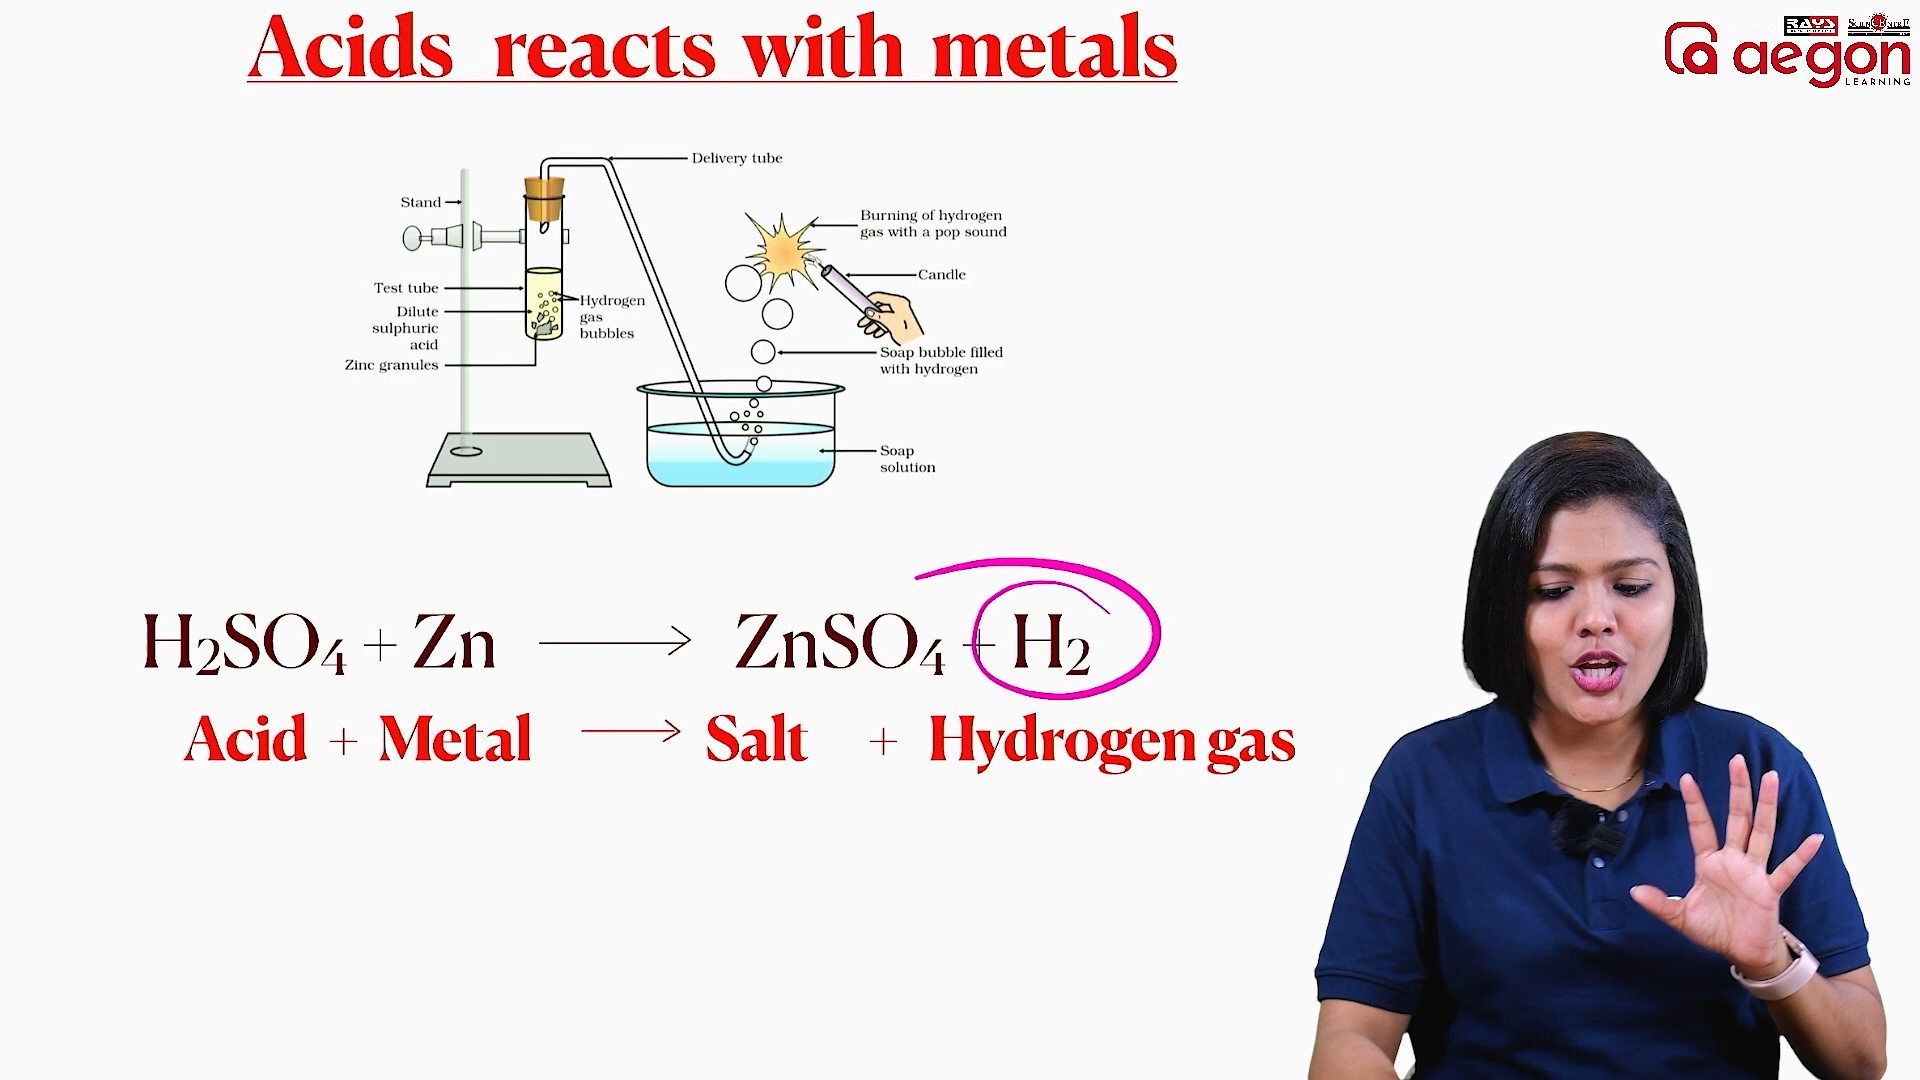 Acids reacts with metals
RAYS
aegon
LEARNING
Delivery tube
Stand
Burning of hydrogen
gas with a pop sound
Candle
Test tube
Hydrogen
gas
bubbles
Dilute
sulphuric
acid
Zinc granules
Soap bubble filled
with hydrogen
Soap
solution
H₂SO₄ + Zn ⟶ ZnSO₄ + H₂
Acid + Metal ⟶ Salt + Hydrogen gas